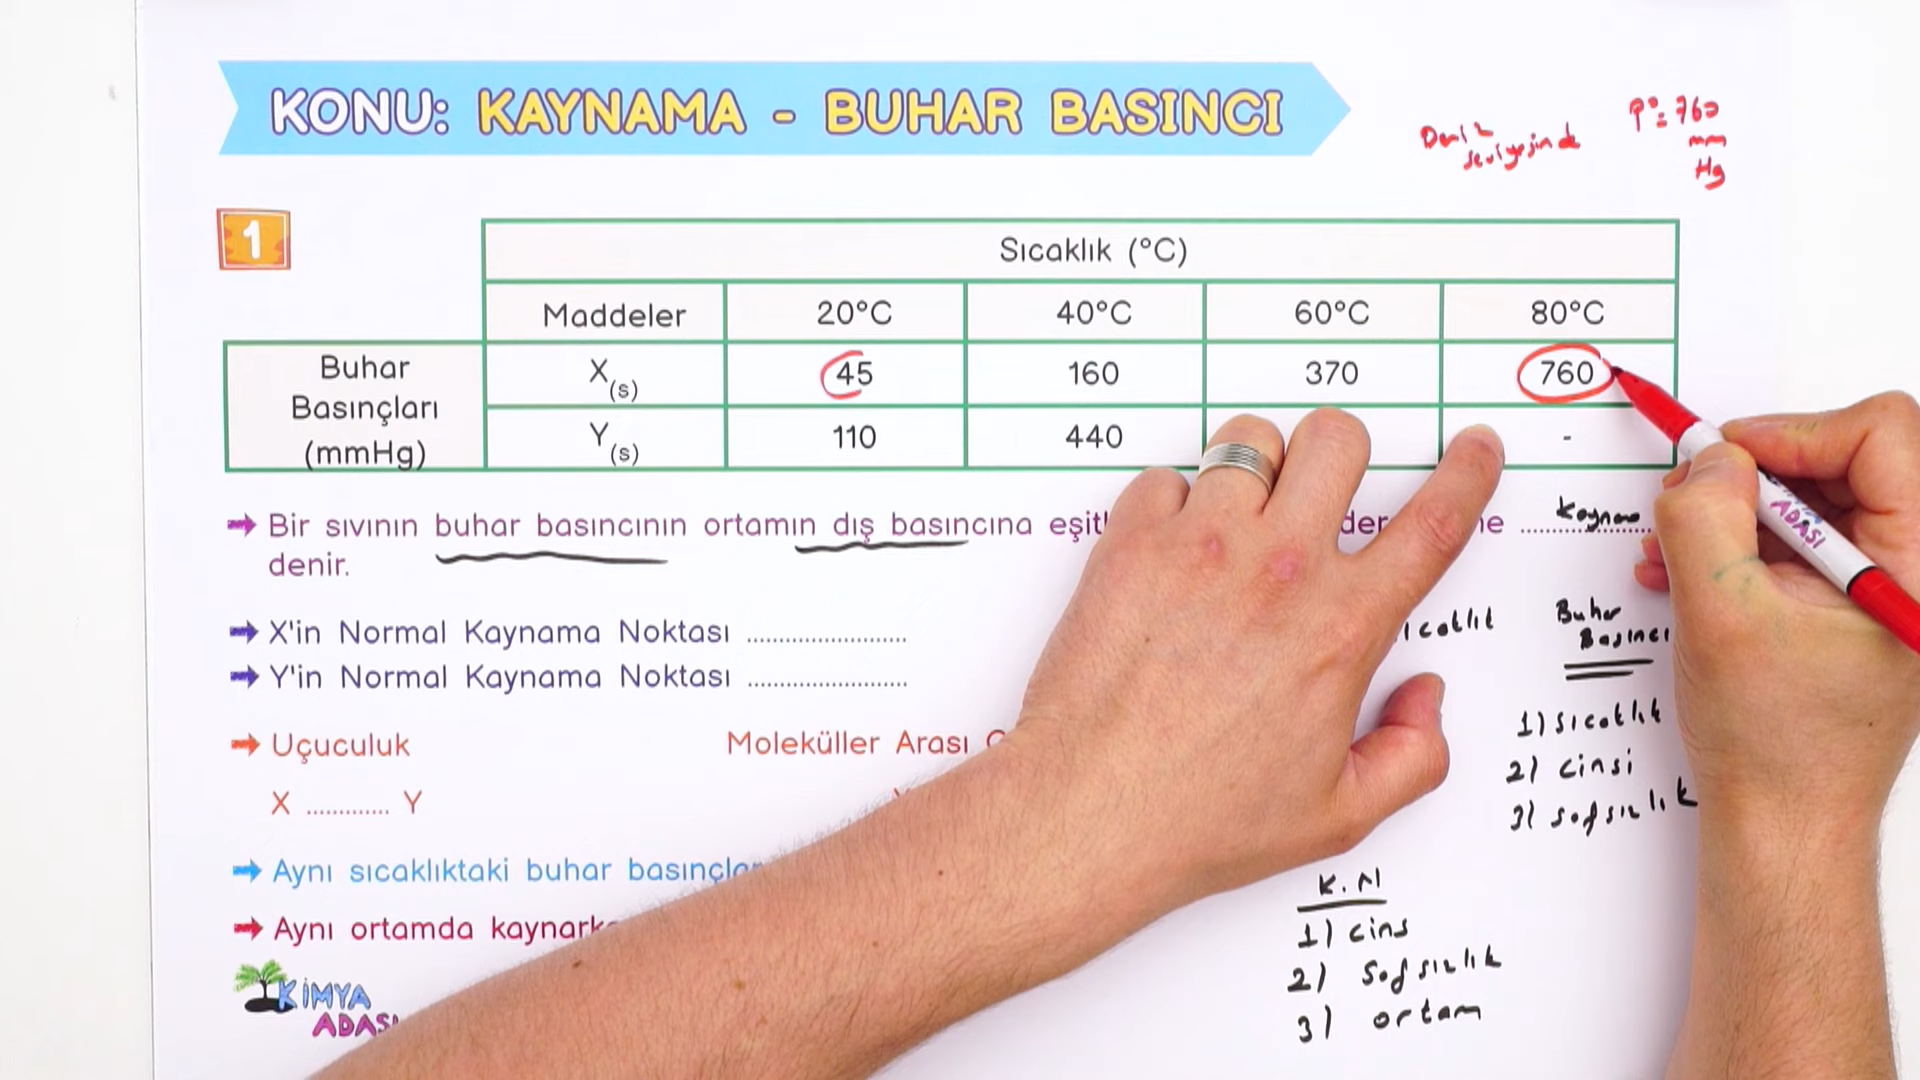 KONU: KAYNAMA - BUHAR BASINCI
Deniz
seviyesinde
P°= 760
mm
Hg
1
Sıcaklık (°C)
Maddeler 20°C 40°C 60°C 80°C
Buhar
Basınçları
(mmHg)
X(s) 45 160 370 760
Y(s) 110 440 -
Bir sıvının buhar basıncının ortamın dış basıncına eşit kaynama
denir.
X'in Normal Kaynama Noktası ........................
Y'in Normal Kaynama Noktası ........................
Uçuculuk
X ............. Y
Moleküller Arası
Buhar
Basıncı
1) sıcaklık
2) cinsi
3) safsızlık
Aynı sıcaklıktaki buhar
Aynı ortamda
K.N
1) cins
2) safsızlık
3) ortam
KİMYA
ADASI
ADASI